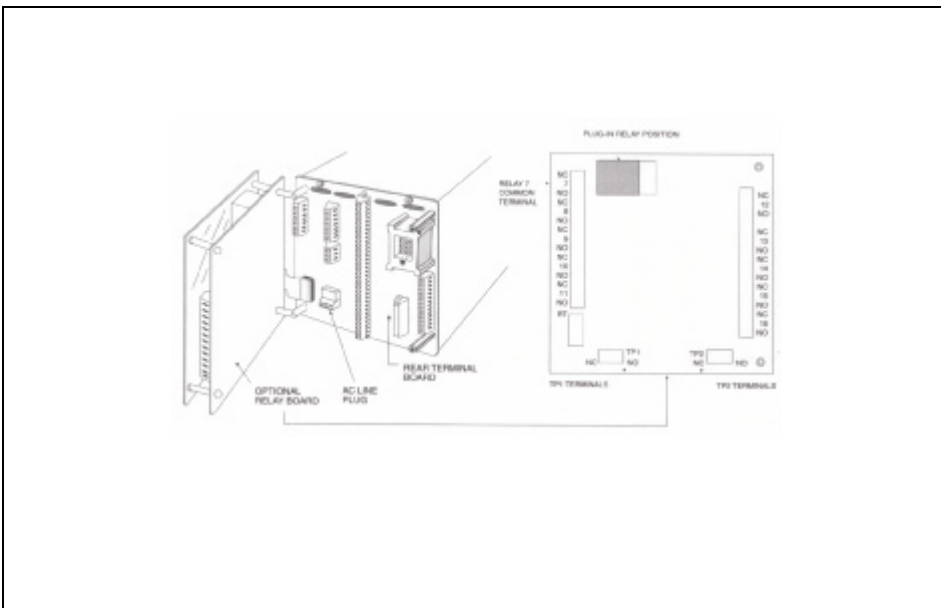 PLUG-IN RELAY POSITION
RELAY 7
COMMON
TERMINAL
NC
7
NO
NC
8
NO
NC
9
NO
NC
10
NO
NC
11
NO
NC
12
NO
NC
13
NO
NC
14
NO
NC
15
NO
NC
16
NO
TP1
NC
NO
TP2
NC
NO
TP1 TERMINALS
TP2 TERMINALS
REAR TERMINAL
BOARD
OPTIONAL
RELAY BOARD
AC LINE
PLUG